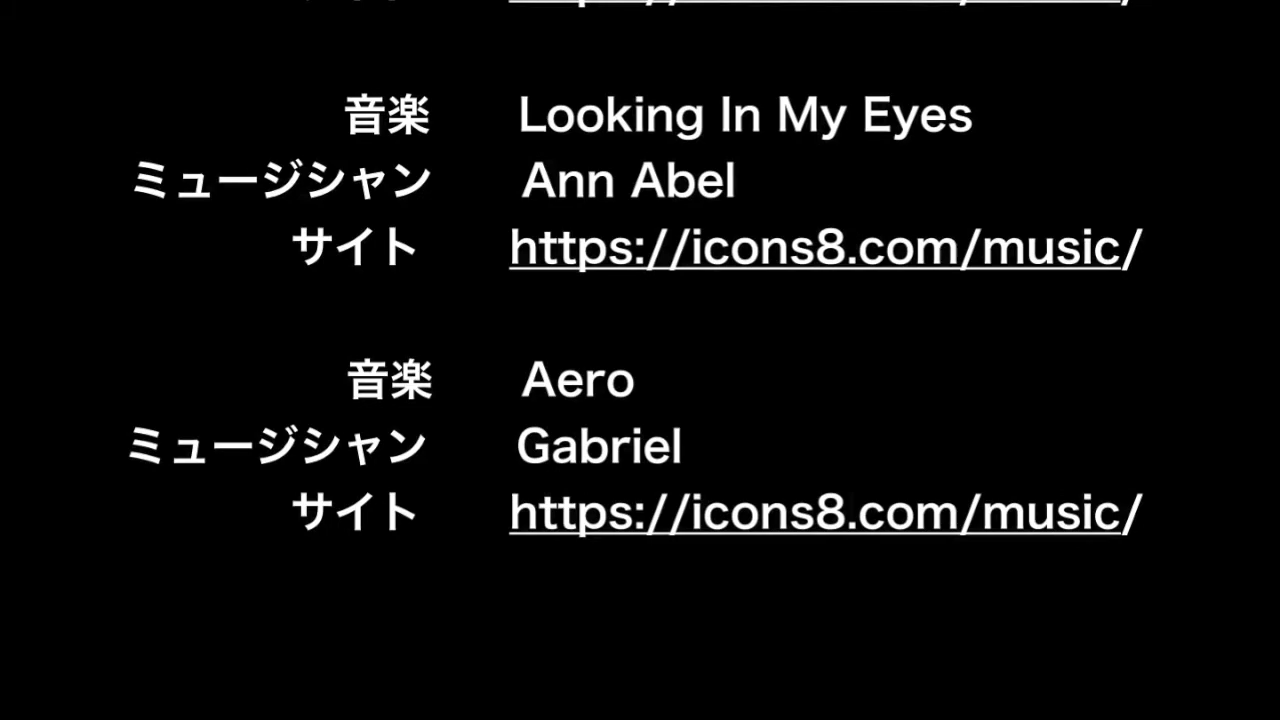 音楽 Looking In My Eyes
ミュージシャン Ann Abel
サイト https://icons8.com/music/
音楽 Aero
ミュージシャン Gabriel
サイト https://icons8.com/music/